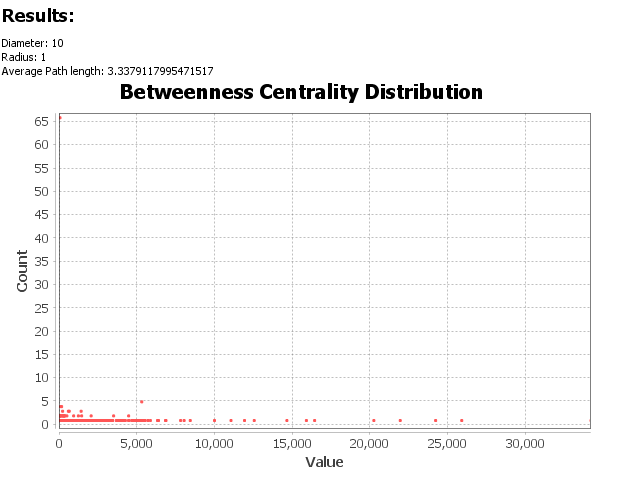 Results:
Diameter: 10
Radius: 1
Average Path length: 3.3379117995471517
Betweenness Centrality Distribution
65
60
55
50
45
40
35
30
25
20
15
10
5
0
Count
0 5,000 10,000 15,000 20,000 25,000 30,000
Value